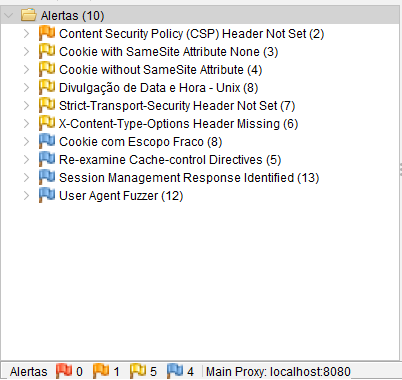 Alertas (10)
Content Security Policy (CSP) Header Not Set (2)
Cookie with SameSite Attribute None (3)
Cookie without SameSite Attribute (4)
Divulgação de Data e Hora - Unix (8)
Strict-Transport-Security Header Not Set (7)
X-Content-Type-Options Header Missing (6)
Cookie com Escopo Fraco (8)
Re-examine Cache-control Directives (5)
Session Management Response Identified (13)
User Agent Fuzzer (12)
Alertas 0 1 5 4 Main Proxy: localhost:8080